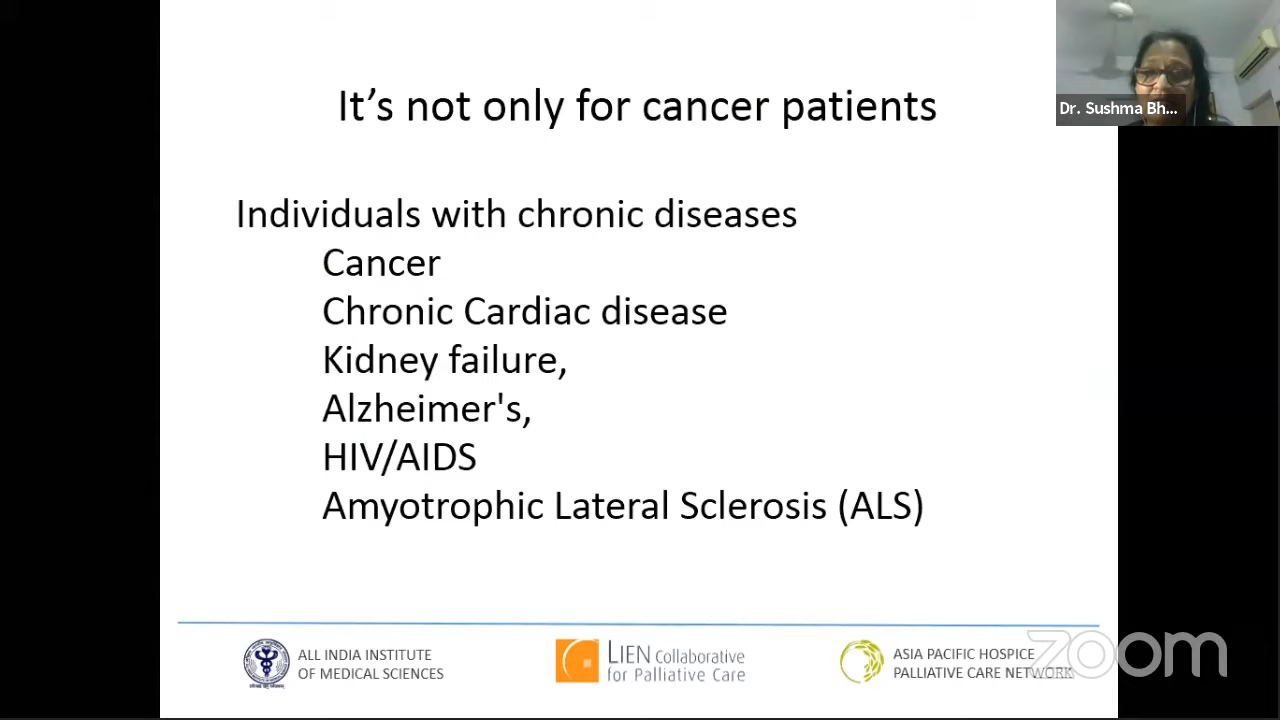 It’s not only for cancer patients
Dr. Sushma Bh...
Individuals with chronic diseases
Cancer
Chronic Cardiac disease
Kidney failure,
Alzheimer's,
HIV/AIDS
Amyotrophic Lateral Sclerosis (ALS)
ALL INDIA INSTITUTE
OF MEDICAL SCIENCES
LIEN Collaborative
for Palliative Care
ASIA PACIFIC HOSPICE
PALLIATIVE CARE NETWORK
zoom